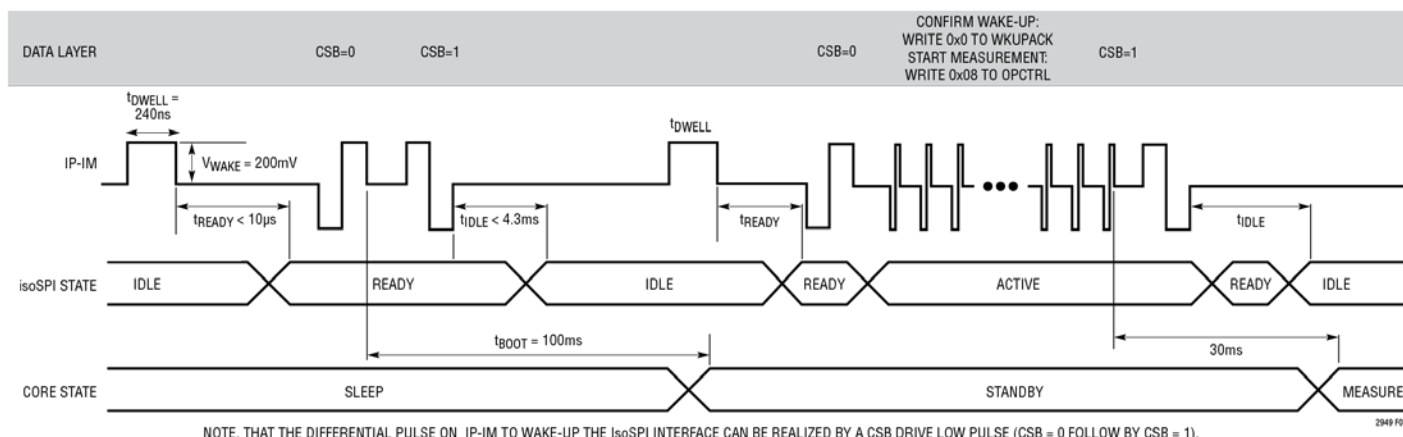 CONFIRM WAKE-UP:
WRITE 0x0 TO WKUPACK
DATA LAYER CSB=0 CSB=1 CSB=0 START MEASUREMENT: CSB=1
WRITE 0x08 TO OPCTRL
tDWELL =
240ns
tDWELL
IP-IM VWAKE = 200mV
tREADY < 10µs tIDLE < 4.3ms tREADY tIDLE
isoSPI STATE IDLE READY IDLE READY ACTIVE READY IDLE
tBOOT = 100ms 30ms
CORE STATE SLEEP STANDBY MEASURE
2949 F0
NOTE, THAT THE DIFFERENTIAL PULSE ON IP-IM TO WAKE-UP THE IsoSPI INTERFACE CAN BE REALIZED BY A CSB DRIVE LOW PULSE (CSB = 0 FOLLOW BY CSB = 1).